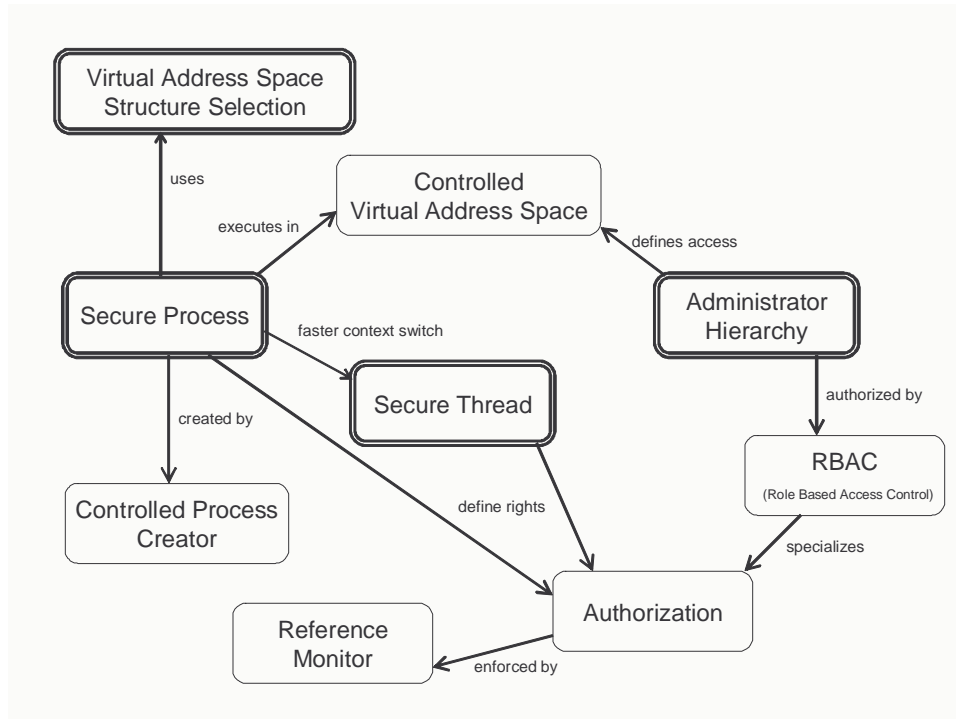 Virtual Address Space
Structure Selection
uses
Controlled
Virtual Address Space
executes in
defines access
Secure Process
Administrator
Hierarchy
faster context switch
Secure Thread
created by
authorized by
RBAC
(Role Based Access Control)
Controlled Process
Creator
define rights
specializes
Authorization
Reference
Monitor
enforced by